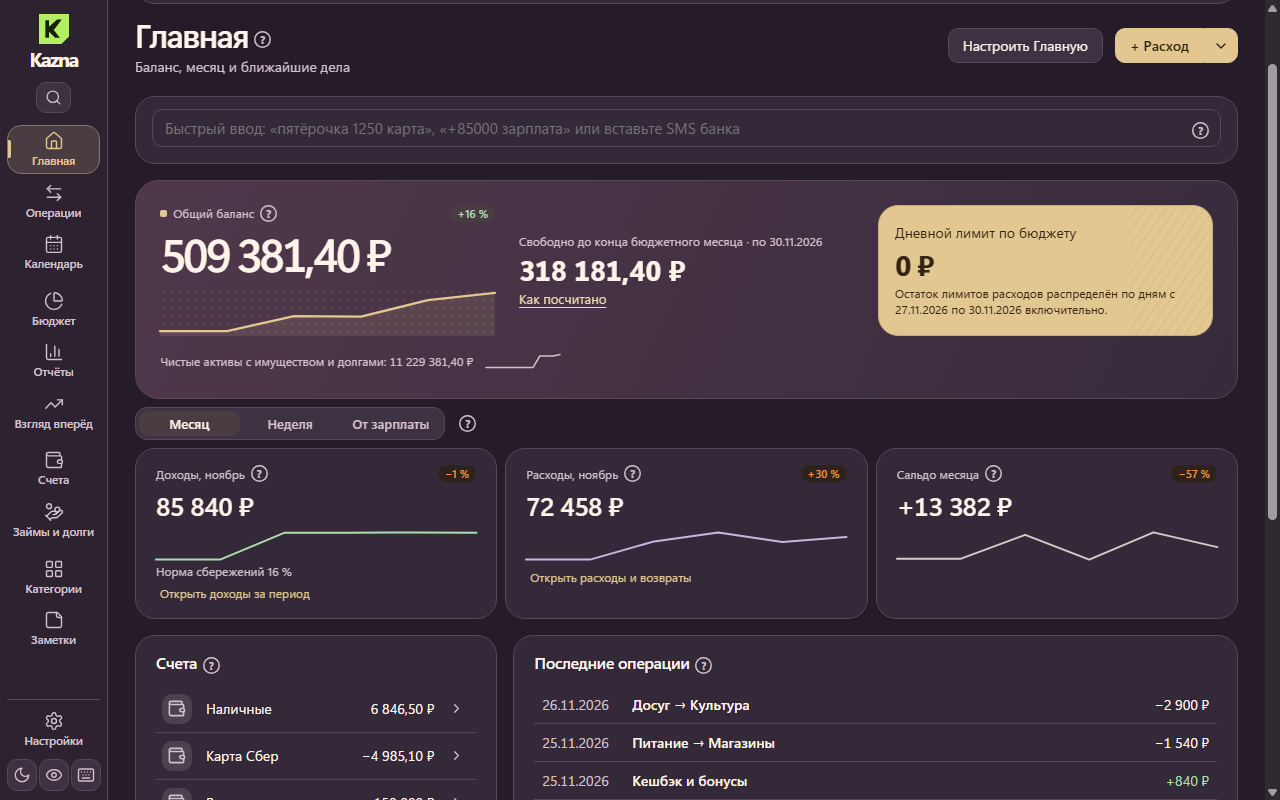 Kazna
Главная
Операции
Календарь
Бюджет
Отчёты
Взгляд вперёд
Счета
Займы и долги
Категории
Заметки
Настройки
Главная ?
Баланс, месяц и ближайшие дела
Настроить Главную
+ Расход
Быстрый ввод: «пятёрочка 1250 карта», «+85000 зарплата» или вставьте SMS банка ?
Общий баланс ?
+16 %
509 381,40 ₽
Свободно до конца бюджетного месяца · по 30.11.2026
318 181,40 ₽
Как посчитано
Чистые активы с имуществом и долгами: 11 229 381,40 ₽
Дневной лимит по бюджету
0 ₽
Остаток лимитов расходов распределён по дням с
27.11.2026 по 30.11.2026 включительно.
Месяц Неделя От зарплаты ?
Доходы, ноябрь ? −1 %
85 840 ₽
Норма сбережений 16 %
Открыть доходы за период
Расходы, ноябрь ? +30 %
72 458 ₽
Открыть расходы и возвраты
Сальдо месяца ? −57 %
+13 382 ₽
Счета ?
Наличные 6 846,50 ₽
Карта Сбер −4 985,10 ₽
Последние операции ?
26.11.2026 Досуг → Культура −2 900 ₽
25.11.2026 Питание → Магазины −1 540 ₽
25.11.2026 Кешбэк и бонусы +840 ₽